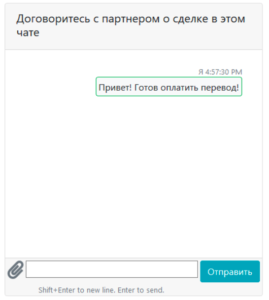 Договоритесь с партнером о сделке в этом
чате
Я 4:57:30 PM
Привет! Готов оплатить перевод!
Отправить
Shift+Enter to new line. Enter to send.